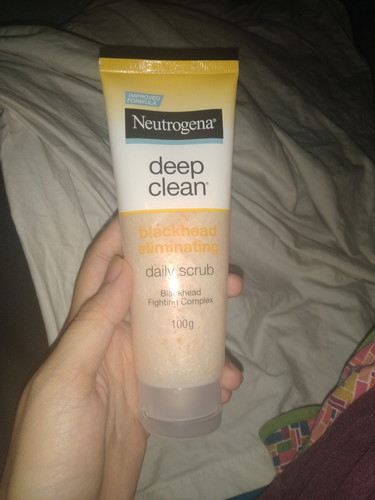 IMPROVED
FORMULA
Neutrogena®
deep
clean®
blackhead
eliminating
daily scrub
Blackhead
Fighting Complex
100g